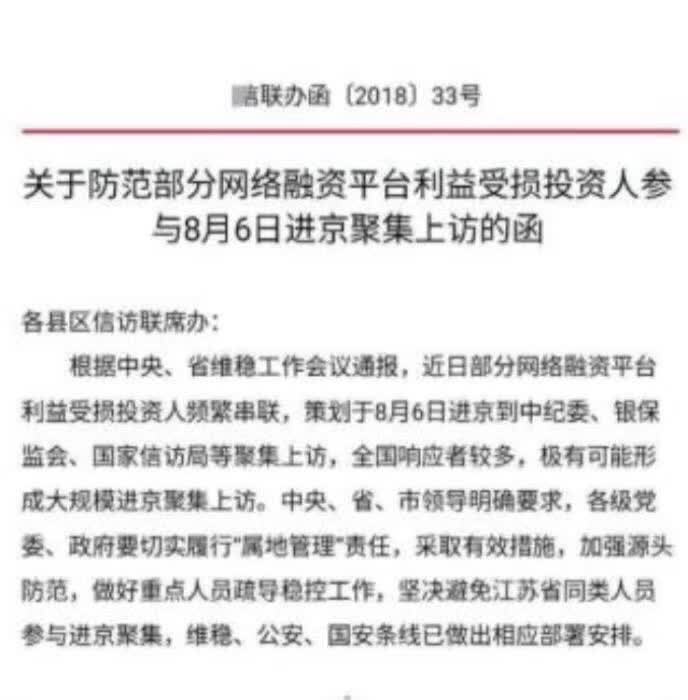 信联办函〔2018〕33号
关于防范部分网络融资平台利益受损投资人参
与8月6日进京聚集上访的函
各县区信访联席办：
根据中央、省维稳工作会议通报，近日部分网络融资平台
利益受损投资人频繁串联，策划于8月6日进京到中纪委、银保
监会、国家信访局等聚集上访，全国响应者较多，极有可能形
成大规模进京聚集上访。中央、省、市领导明确要求，各级党
委、政府要切实履行"属地管理"责任，采取有效措施，加强源头
防范，做好重点人员疏导稳控工作，坚决避免江苏省同类人员
参与进京聚集，维稳、公安、国安条线已做出相应部署安排。